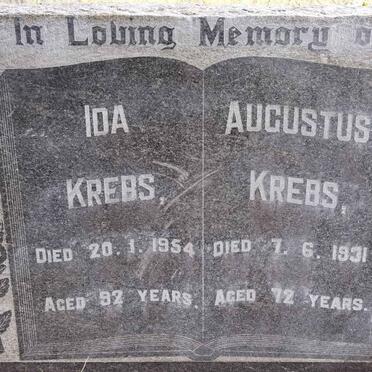 In Loving Memory o
IDA
KREBS,
DIED 20.1.1954
AGED 92 YEARS.
AUGUSTUS
KREBS,
DIED 7.6.1931
AGED 72 YEARS.